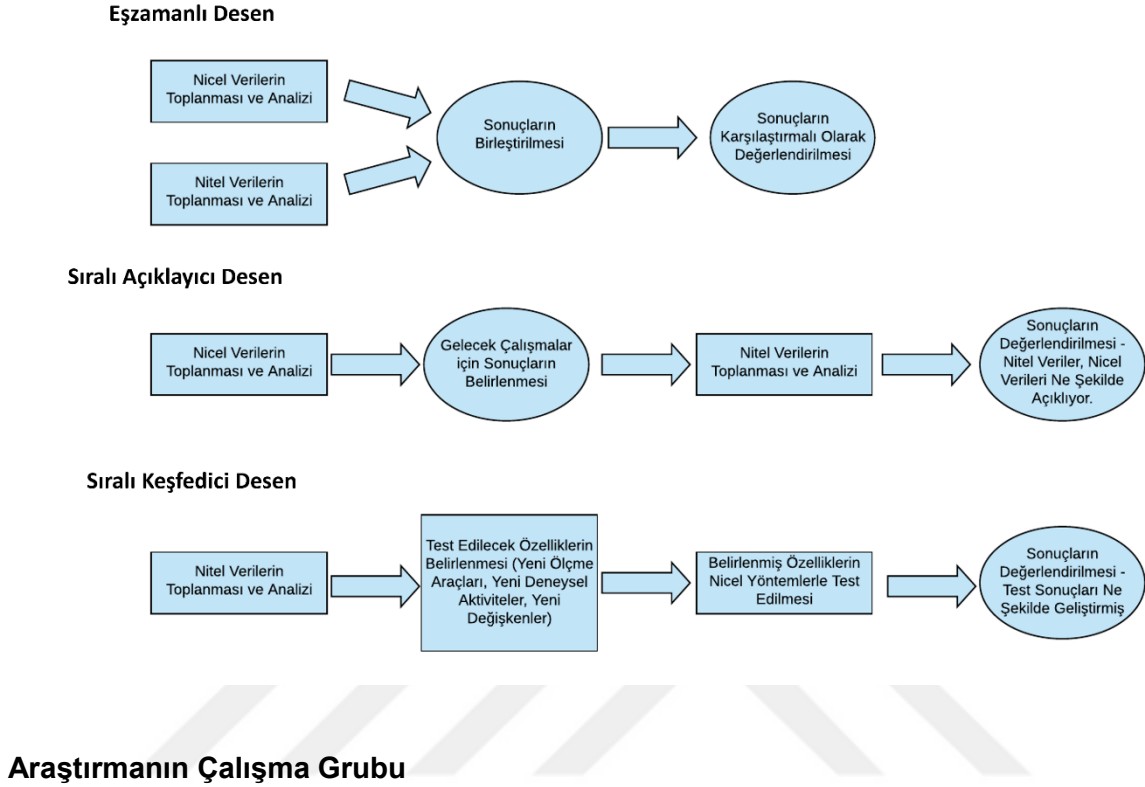 Eşzamanlı Desen
Nicel Verilerin
Toplanması ve Analizi
Nitel Verilerin
Toplanması ve Analizi
Sonuçların
Birleştirilmesi
Sonuçların
Karşılaştırmalı Olarak
Değerlendirilmesi
Sıralı Açıklayıcı Desen
Nicel Verilerin
Toplanması ve Analizi
Gelecek Çalışmalar
için Sonuçların
Belirlenmesi
Nitel Verilerin
Toplanması ve Analizi
Sonuçların
Değerlendirilmesi -
Nitel Veriler, Nicel
Verileri Ne Şekilde
Açıklıyor.
Sıralı Keşfedici Desen
Nitel Verilerin
Toplanması ve Analizi
Test Edilecek Özelliklerin
Belirlenmesi (Yeni Ölçme
Araçları, Yeni Deneysel
Aktiviteler, Yeni
Değişkenler)
Belirlenmiş Özelliklerin
Nicel Yöntemlerle Test
Edilmesi
Sonuçların
Değerlendirilmesi -
Test Sonuçları Ne
Şekilde Geliştirmiş
Araştırmanın Çalışma Grubu